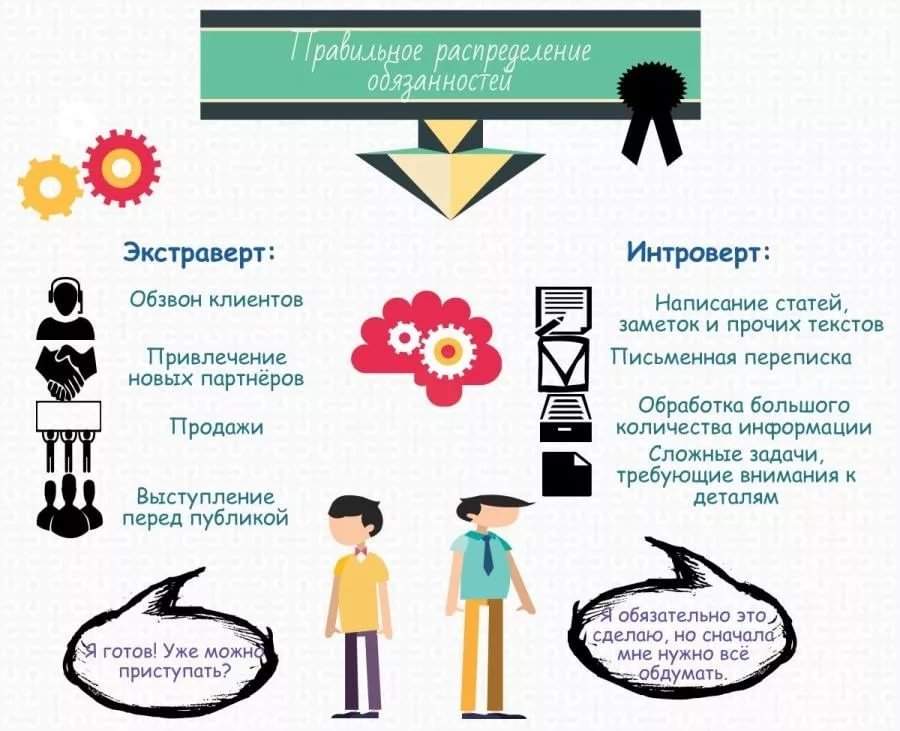 Правильное распределение
обязанностей
Экстраверт:
Обзвон клиентов
Привлечение
новых партнёров
Продажи
Выступление
перед публикой
Я готов! Уже можно
приступать?
Интроверт:
Написание статей,
заметок и прочих текстов
Письменная переписка
Обработка большого
количества информации
Сложные задачи,
требующие внимания к
деталям
Я обязательно это
сделаю, но сначала
мне нужно всё
обдумать.